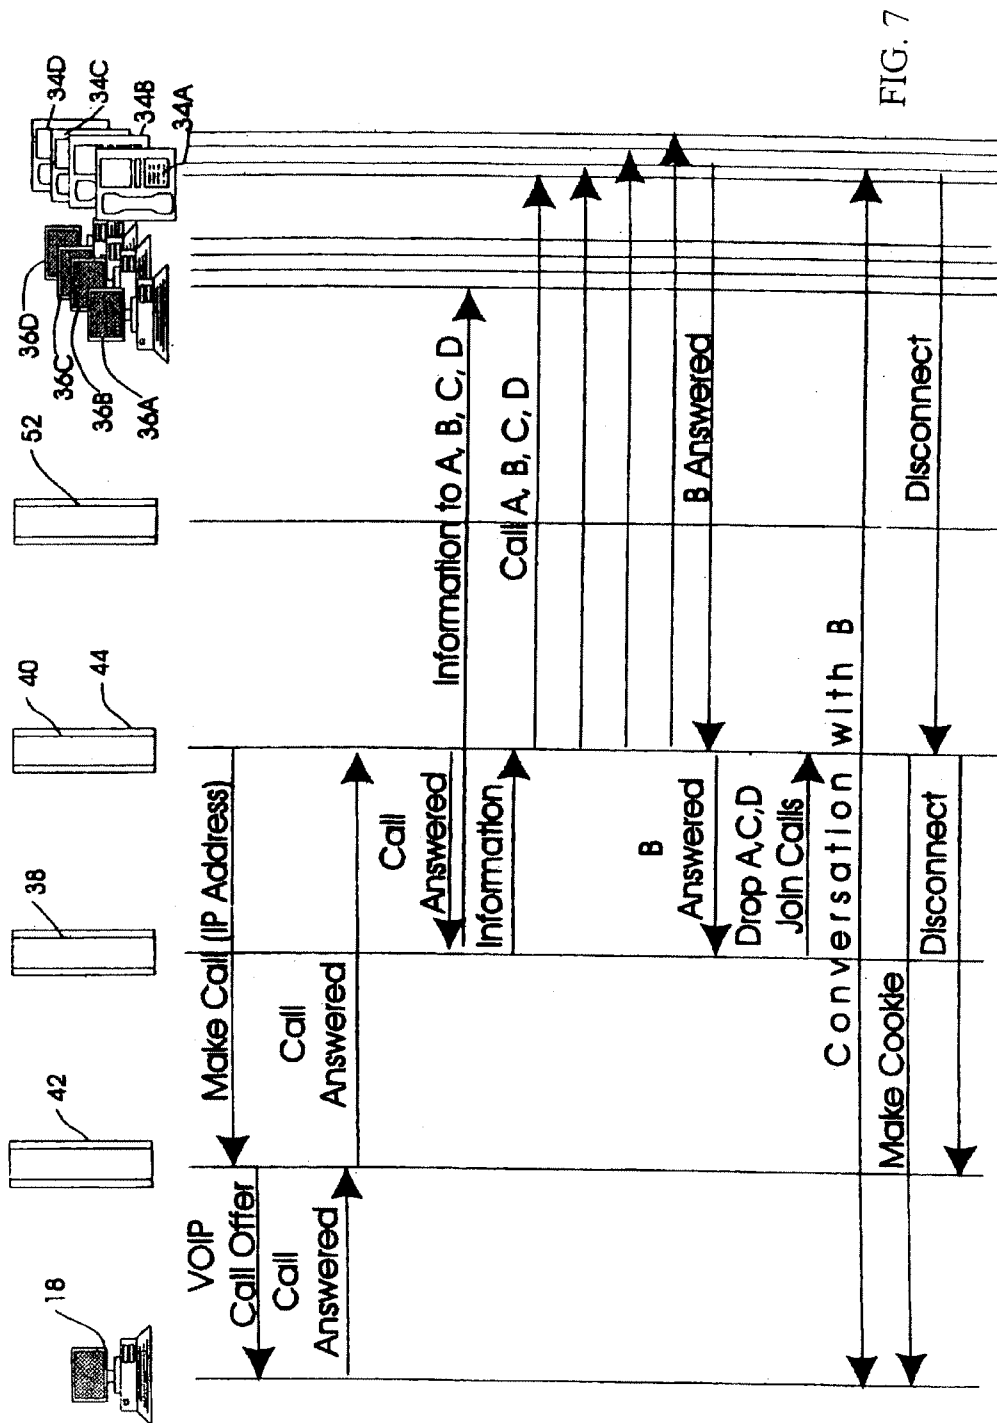 18
42
38
40
44
52
36D
36C
36B
36A
34D
34C
34B
34A
Make Call (IP Address)
VOIP
Call Offer
Call
Answered
Call
Answered
Call
Answered
Information to A, B, C, D
Information
Call A, B, C, D
B Answered
B
Answered
Drop A,C,D
Join Calls
Conversation with B
Make Cookie
Disconnect
Disconnect
FIG. 7